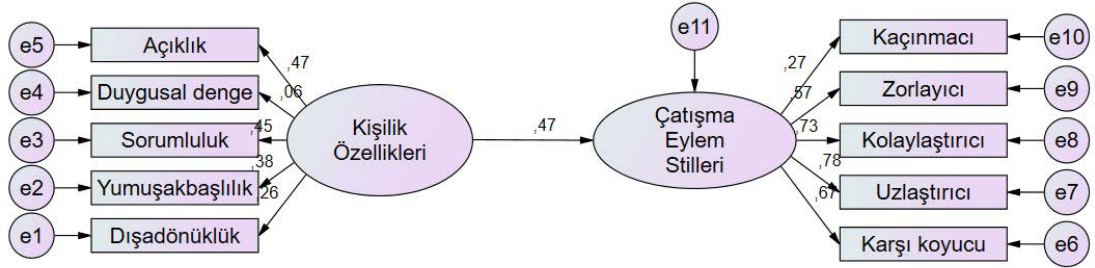 e5
Açıklık
,47
e4
Duygusal denge
,06
e3
Sorumluluk
,45
e2
Yumuşakbaşlılık
,38
e1
Dışadönüklük
,26
Kişilik
Özellikleri
,47
e11
Çatışma
Eylem
Stilleri
,27
Kaçınmacı
e10
,57
Zorlayıcı
e9
,73
Kolaylaştırıcı
e8
,78
Uzlaştırıcı
e7
,67
Karşı koyucu
e6